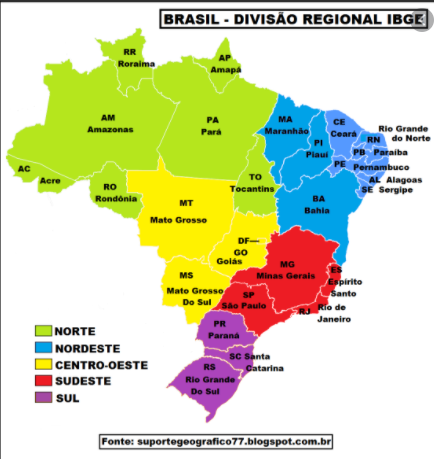 BRASIL - DIVISÃO REGIONAL IBGE
RR
Roraima
AP
Amapá
AM
Amazonas
PA
Pará
MA
Maranhão
CE
Ceará
RN
Rio Grande
do Norte
PI
Piauí
PB
Paraíba
PE
Pernambuco
AL
Alagoas
SE
Sergipe
AC
Acre
RO
Rondônia
TO
Tocantins
BA
Bahia
MT
Mato Grosso
DF—
GO
Goiás
MS
Mato Grosso
Do Sul
MG
Minas Gerais
ES
Espírito
Santo
SP
São Paulo
RJ
Rio de
Janeiro
PR
Paraná
SC Santa
Catarina
RS
Rio Grande
Do Sul
NORTE
NORDESTE
CENTRO-OESTE
SUDESTE
SUL
Fonte: suportegeografico77.blogspot.com.br